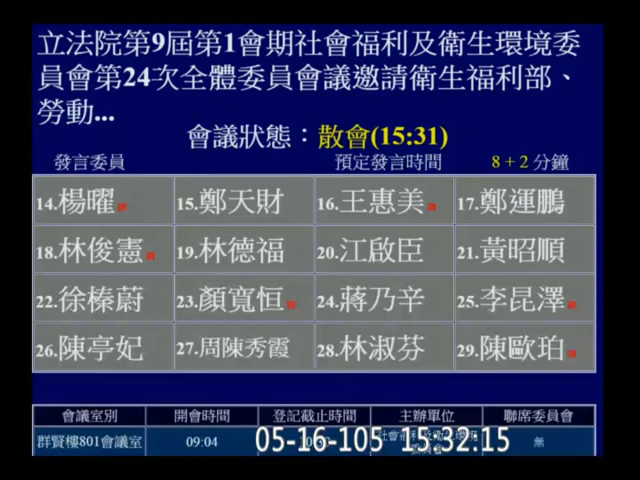 立法院第9屆第1會期社會福利及衛生環境委
員會第24次全體委員會議邀請衛生福利部、
勞動...
會議狀態：散會(15:31)
發言委員 預定發言時間 8+2 分鐘
14.楊曜 15.鄭天財 16.王惠美 17.鄭運鵬
18.林俊憲 19.林德福 20.江啟臣 21.黃昭順
22.徐榛蔚 23.顏寬恒 24.蔣乃辛 25.李昆澤
26.陳亭妃 27.周陳秀霞 28.林淑芬 29.陳歐珀
會議室別 開會時間 登記截止時間 主辦單位 聯席委員會
群賢樓801會議室 09:04 無
05-16-105 15:32:15